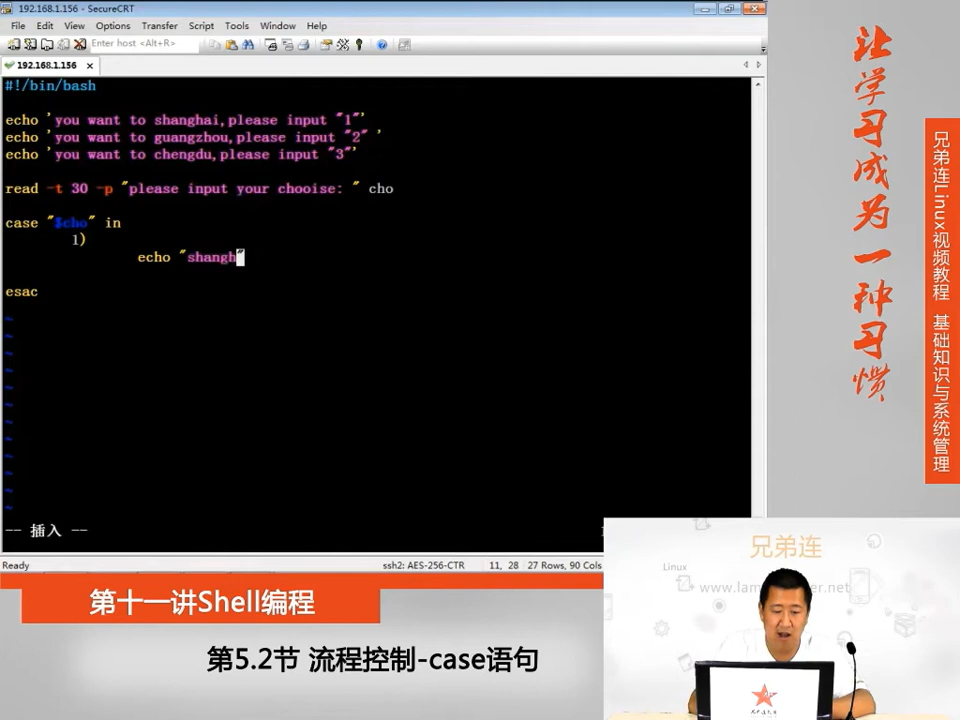 192.168.1.156 - SecureCRT
File Edit View Options Transfer Script Tools Window Help
Enter host <Alt+R>
192.168.1.156
#!/bin/bash
echo 'you want to shanghai,please input "1"'
echo 'you want to guangzhou,please input "2" '
echo 'you want to chengdu,please input "3"'
read -t 30 -p "please input your chooise: " cho
case "$cho" in
1)
echo "shangh"
esac
~
~
~
~
~
~
~
~
~
~
~
~
-- 插入 --
Ready
ssh2: AES-256-CTR
11, 28
27 Rows, 90 Cols
让学习成为一种习惯
兄弟连Linux视频教程 基础知识与系统管理
兄弟连
Linux
第十一讲Shell编程
第5.2节 流程控制-case语句